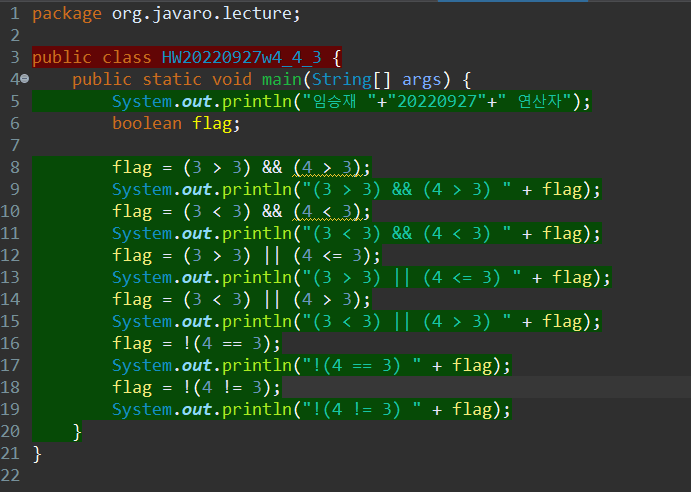 1 package org.javaro.lecture;
2
3 public class HW20220927w4_4_3 {
4     public static void main(String[] args) {
5         System.out.println("임승재 "+"20220927"+" 연산자");
6         boolean flag;
7
8         flag = (3 > 3) && (4 > 3);
9         System.out.println("(3 > 3) && (4 > 3) " + flag);
10         flag = (3 < 3) && (4 < 3);
11         System.out.println("(3 < 3) && (4 < 3) " + flag);
12         flag = (3 > 3) || (4 <= 3);
13         System.out.println("(3 > 3) || (4 <= 3) " + flag);
14         flag = (3 < 3) || (4 > 3);
15         System.out.println("(3 < 3) || (4 > 3) " + flag);
16         flag = !(4 == 3);
17         System.out.println("!(4 == 3) " + flag);
18         flag = !(4 != 3);
19         System.out.println("!(4 != 3) " + flag);
20     }
21 }
22